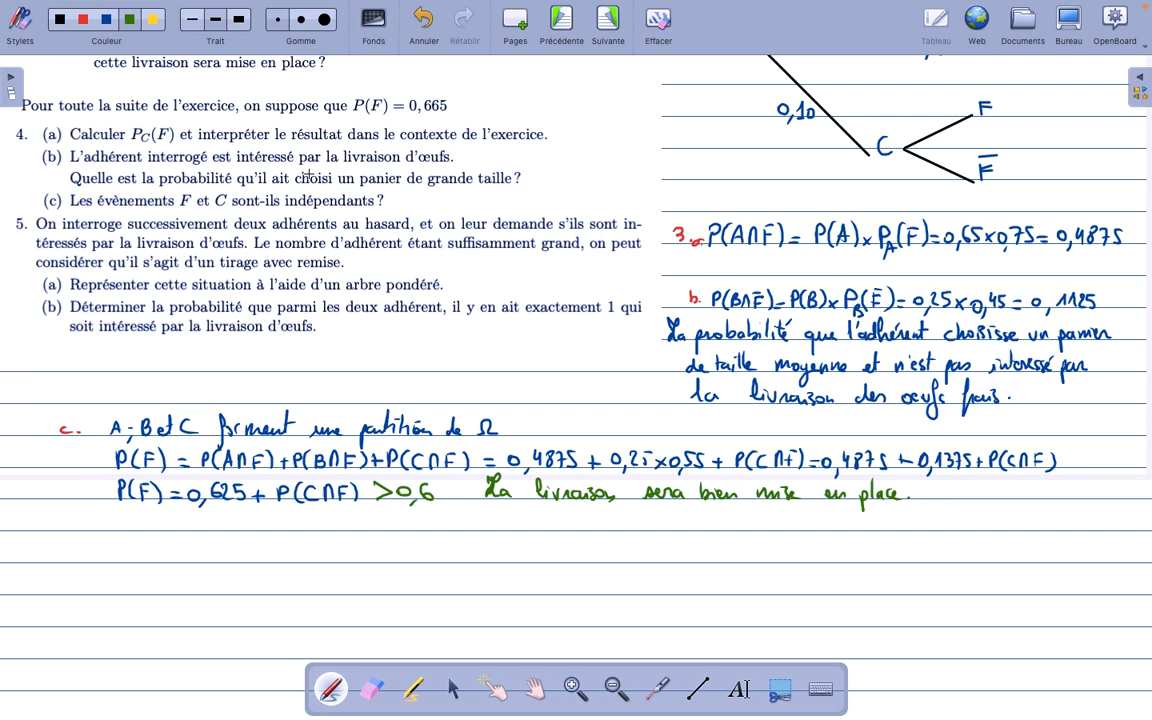 Stylets Couleur Trait Gomme Fonds Annuler Rétablir Pages Précédente Suivante Effacer Tableau Web Documents Bureau OpenBoard
cette livraison sera mise en place ?
Pour toute la suite de l'exercice, on suppose que P(F) = 0,665
4. (a) Calculer P_C(F) et interpréter le résultat dans le contexte de l'exercice.
(b) L'adhérent interrogé est intéressé par la livraison d'œufs.
Quelle est la probabilité qu'il ait choisi un panier de grande taille ?
(c) Les évènements F et C sont-ils indépendants ?
5. On interroge successivement deux adhérents au hasard, et on leur demande s'ils sont in-
téressés par la livraison d'œufs. Le nombre d'adhérent étant suffisamment grand, on peut
considérer qu'il s'agit d'un tirage avec remise.
(a) Représenter cette situation à l'aide d'un arbre pondéré.
(b) Déterminer la probabilité que parmi les deux adhérent, il y en ait exactement 1 qui
soit intéressé par la livraison d'œufs.
0,10
C
F
F̅
3. a. P(A∩F) = P(A) × P_A(F) = 0,65 × 0,75 = 0,4875
b. P(B∩F̅) = P(B) × P_B(F̅) = 0,25 × 0,45 = 0,1125
La probabilité que l'adhérent choisisse un panier
de taille moyenne et n'est pas interessé par
la livraison des œufs frais.
c. A, B et C forment une partition de Ω
P(F) = P(A∩F) + P(B∩F) + P(C∩F) = 0,4875 + 0,25 × 0,55 + P(C∩F) = 0,4875 + 0,1375 + P(C∩F)
P(F) = 0,625 + P(C∩F) > 0,6 La livraison sera bien mise en place.